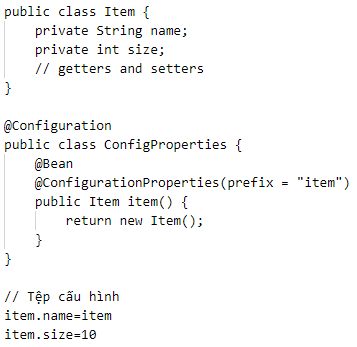 public class Item {
    private String name;
    private int size;
    // getters and setters
}

@Configuration
public class ConfigProperties {
    @Bean
    @ConfigurationProperties(prefix = "item")
    public Item item() {
        return new Item();
    }
}

// Tệp cấu hình
item.name=item
item.size=10